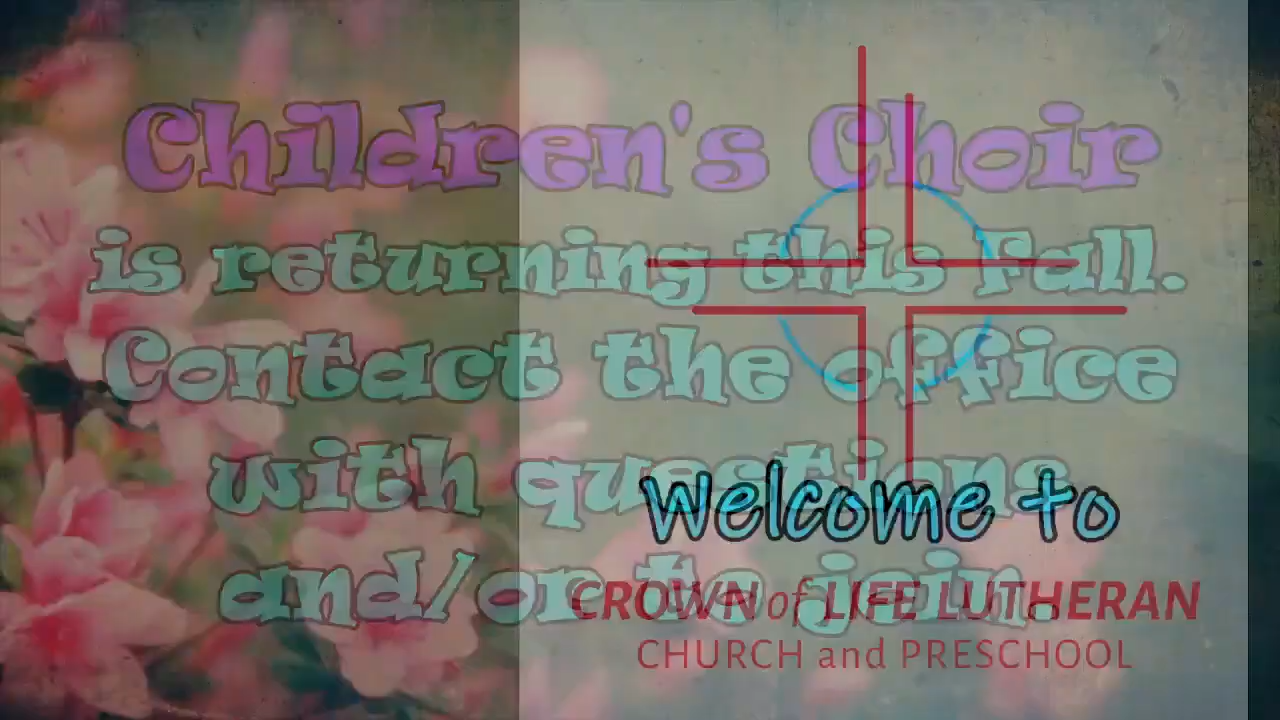 Children's Choir
is returning this Fall.
Contact the office
with questions
and/or to join.
Welcome to
CROWN of LIFE LUTHERAN
CHURCH and PRESCHOOL